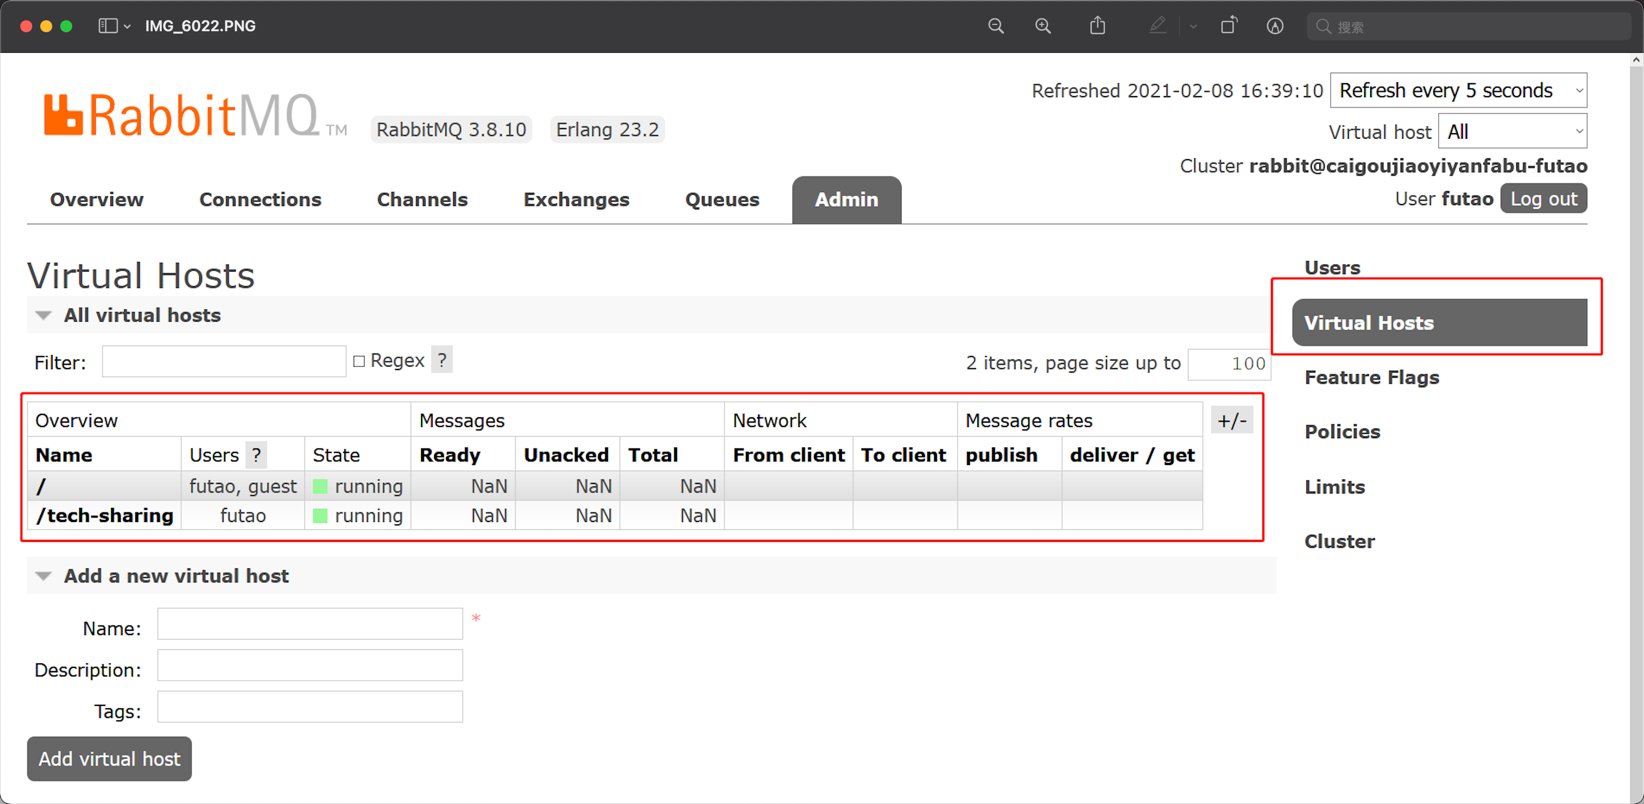 IMG_6022.PNG
搜索
Refreshed 2021-02-08 16:39:10 Refresh every 5 seconds
RabbitMQ TM RabbitMQ 3.8.10 Erlang 23.2
Virtual host All
Cluster rabbit@caigoujiaoyiyanfabu-futao
User futao Log out
Overview Connections Channels Exchanges Queues Admin
Virtual Hosts
All virtual hosts
Filter: Regex ? 2 items, page size up to 100
Overview Messages Network Message rates +/-
Name Users ? State Ready Unacked Total From client To client publish deliver / get
/ futao, guest running NaN NaN NaN
/tech-sharing futao running NaN NaN NaN
Add a new virtual host
Name: *
Description:
Tags:
Add virtual host
Users
Virtual Hosts
Feature Flags
Policies
Limits
Cluster